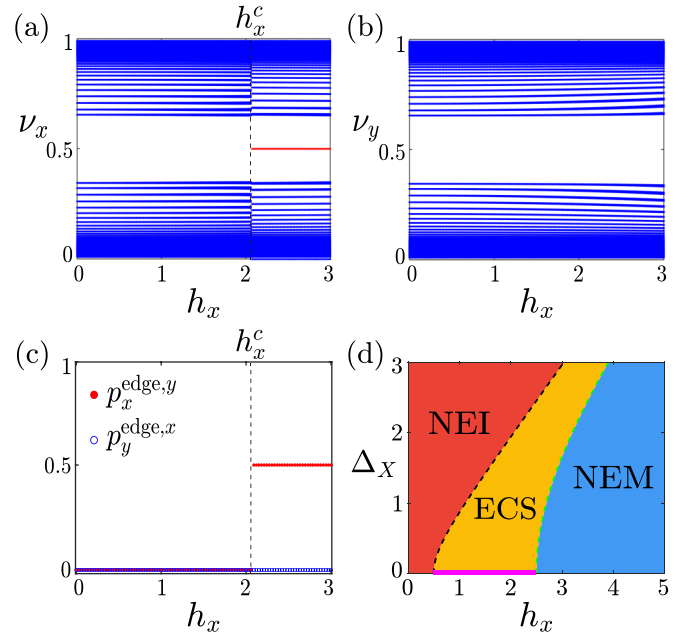 (a)
h_x^c
(b)
1
ν_x
0.5
0
0 1 2 3
h_x
1
ν_y
0.5
0
0 1 2 3
h_x
(c)
h_x^c
(d)
1
p_x^{edge,y}
p_y^{edge,x}
0.5
0
0 1 2 3
h_x
3
NEI
2
Δ_X
NEM
ECS
1
0
0 1 2 3 4 5
h_x